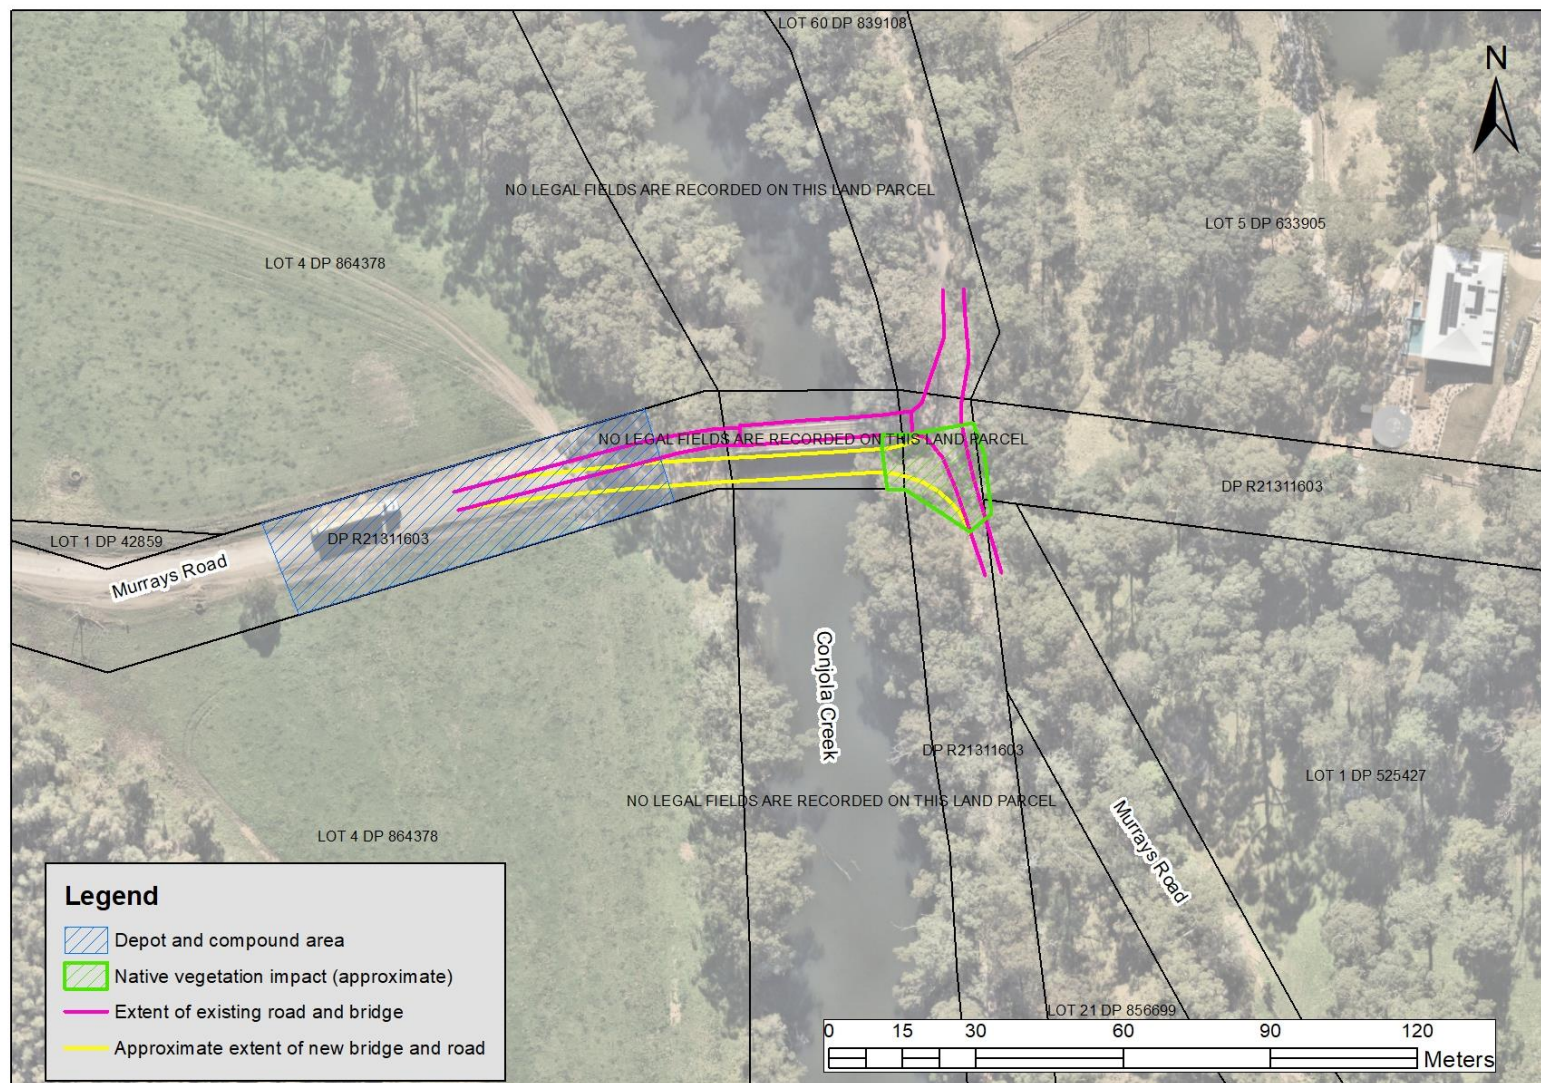 LOT 60 DP 839108
N
NO LEGAL FIELDS ARE RECORDED ON THIS LAND PARCEL
LOT 5 DP 633905
LOT 4 DP 864378
NO LEGAL FIELDS ARE RECORDED ON THIS LAND PARCEL
DP R21311603
LOT 1 DP 42859
DP R21311603
Murrays Road
Conjola Creek
DP R21311603
LOT 1 DP 525427
NO LEGAL FIELDS ARE RECORDED ON THIS LAND PARCEL
Murrays Road
LOT 4 DP 864378
Legend
Depot and compound area
Native vegetation impact (approximate)
Extent of existing road and bridge
Approximate extent of new bridge and road
LOT 21 DP 856699
0 15 30 60 90 120
Meters